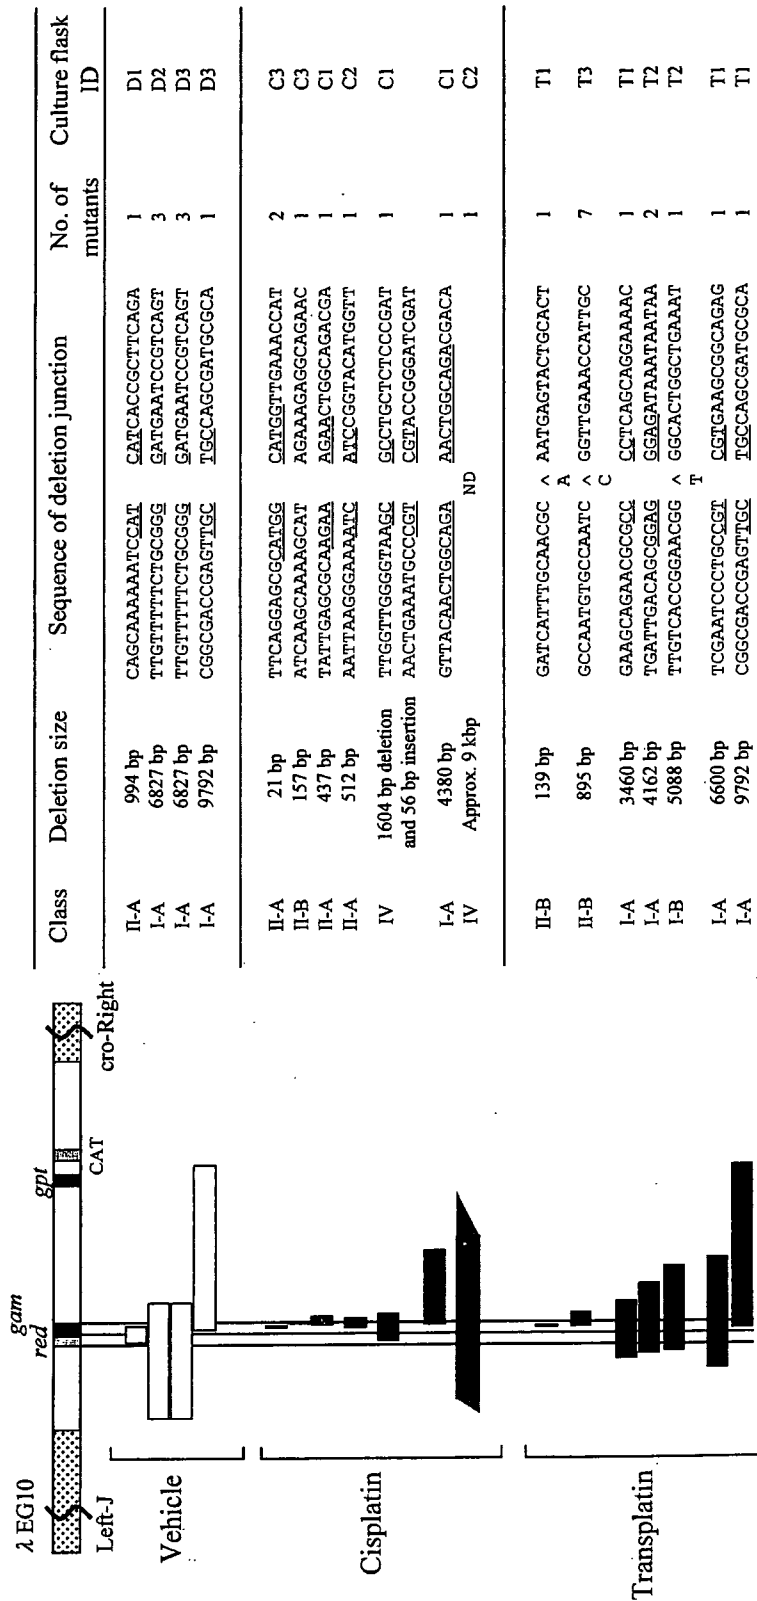 λ EG10
red
gam
gpt
Left-J
CAT
cro-Right
Class Deletion size Sequence of deletion junction No. of mutants Culture flask ID
Vehicle
II-A 994 bp CAGCAAAAAATCCAT CATCACCGCTTCAGA 1 D1
I-A 6827 bp TTGTTTTTCTGCGGG GATGAATCCGTCAGT 3 D2
I-A 6827 bp TTGTTTTTCTGCGGG GATGAATCCGTCAGT 3 D3
I-A 9792 bp CGGCGACCGAGTTGC TGCCAGCGATGCGCA 1 D3
Cisplatin
II-A 21 bp TTCAGGAGCGCATGG CATGGTTGAAACCAT 2 C3
II-B 157 bp ATCAAGCAAAAGCAT AGAAAGAGGCAGAAC 1 C3
II-A 437 bp TATTGAGCGCAAGAA AGAACTGGCAGACGA 1 C1
II-A 512 bp AATTAAGGGAAAATC ATCCGGTACATGGTT 1 C2
IV 1604 bp deletion TTGGTTGGGGTAAGC GCCTGCTCTCCCGAT 1 C1
and 56 bp insertion AACTGAAATGCCCGT CGTACCGGGATCGAT
I-A 4380 bp GTTACAACTGGCAGA AACTGGCAGACGACA 1 C1
IV Approx. 9 kbp ND 1 C2
Transplatin
II-B 139 bp GATCATTTGCAACGC ^ AATGAGTACTGCACT 1 T1
A
II-B 895 bp GCCAATGTGCCAATC ^ GGTTGAAACCATTGC 7 T3
C
I-A 3460 bp GAAGCAGAACGCGCC CCTCAGCAGGAAAAC 1 T1
I-A 4162 bp TGATTGACAGCGGAG GGAGATAAATAATAA 2 T2
I-B 5088 bp TTGTCACCGGAACGG ^ GGCACTGGCTGAAAT 1 T2
T
I-A 6600 bp TCGAATCCCTGCCGT CGTGAAGCGGCAGAG 1 T1
I-A 9792 bp CGGCGACCGAGTTGC TGCCAGCGATGCGCA 1 T1